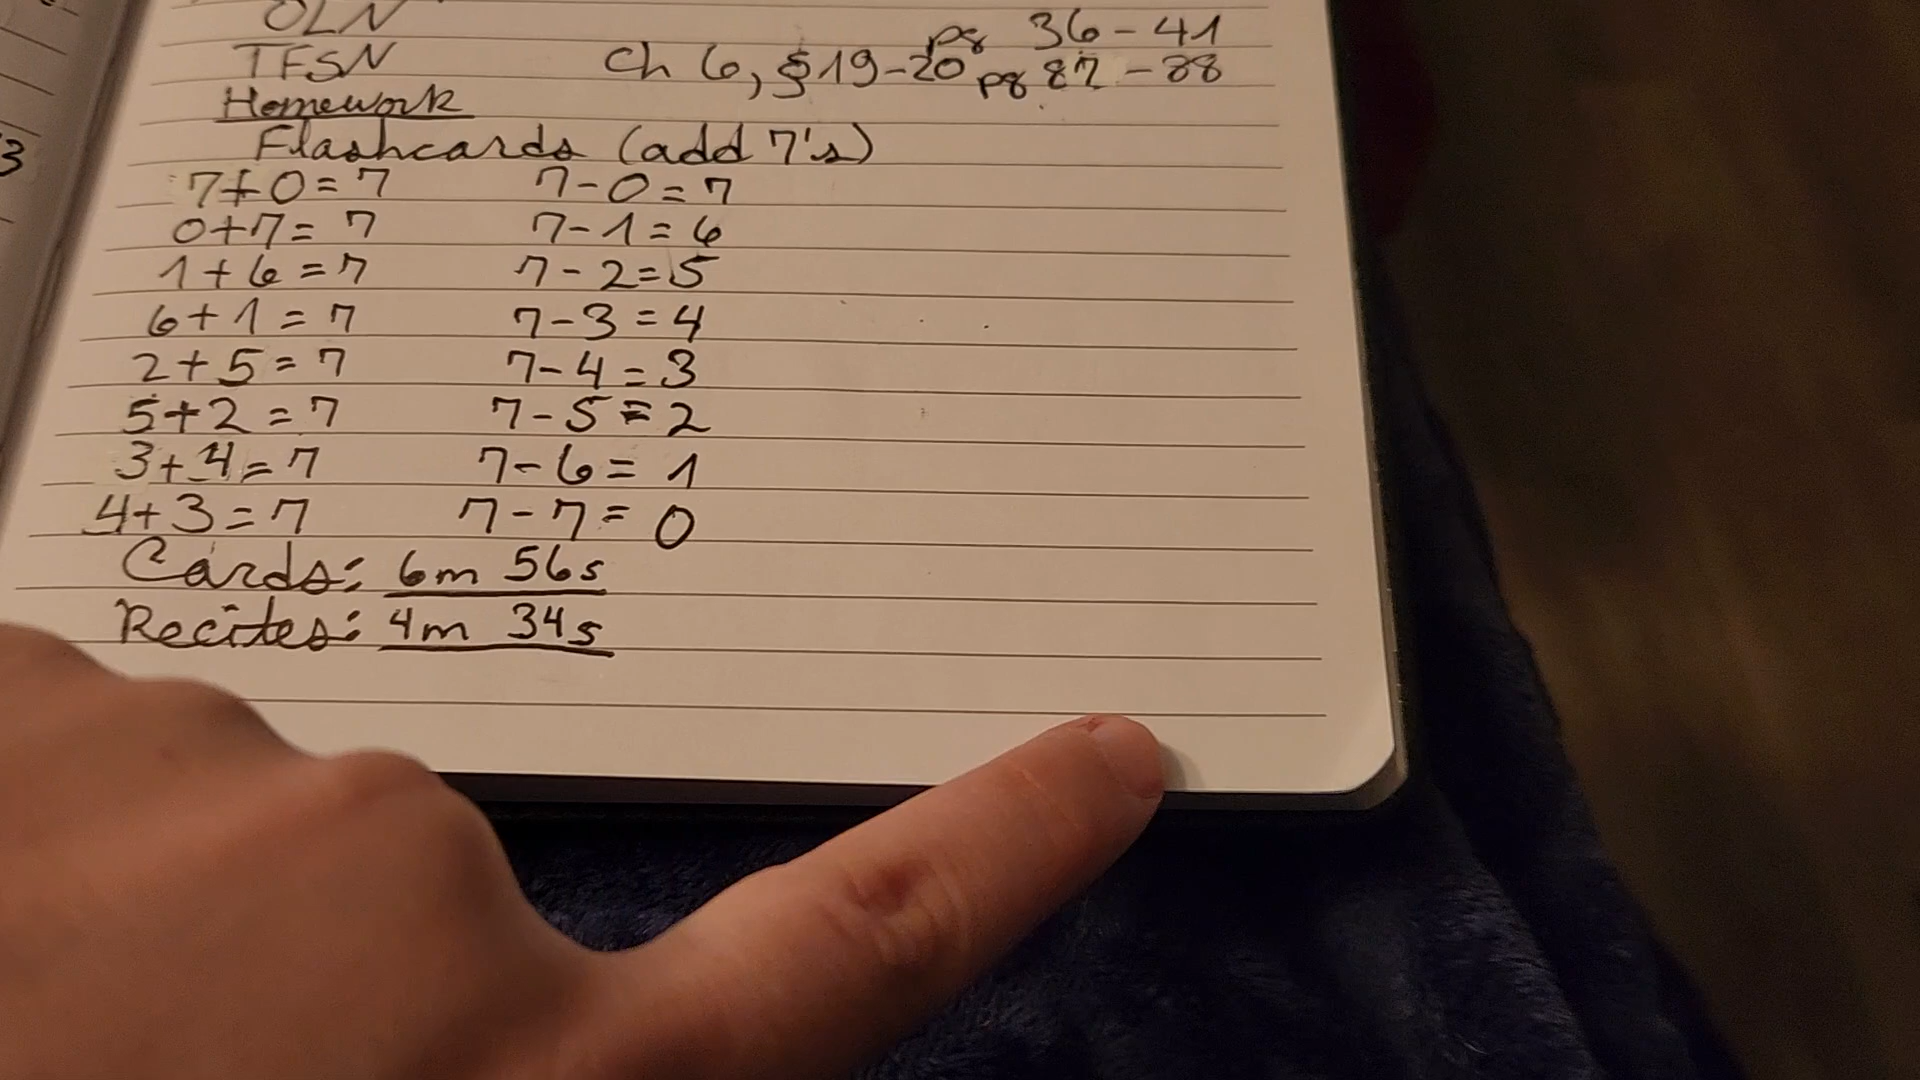 OLN pg 36-41
TFSN Ch 6, §19-20 pg 87-88
Homework
Flashcards (add 7's)
7+0=7 7-0=7
0+7=7 7-1=6
1+6=7 7-2=5
6+1=7 7-3=4
2+5=7 7-4=3
5+2=7 7-5=2
3+4=7 7-6=1
4+3=7 7-7=0
Cards: 6m 56s
Recites: 4m 34s
3